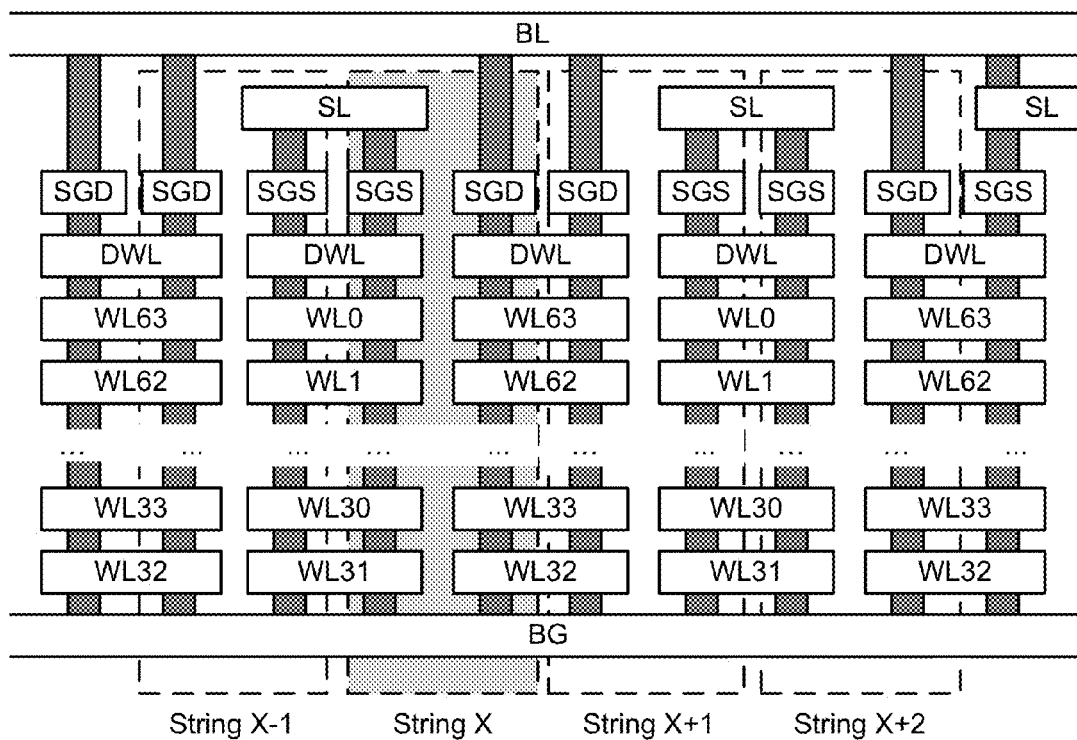 BL
SL SL SL
SGD SGD SGS SGS SGD SGD SGS SGS SGD SGS
DWL DWL DWL DWL DWL
WL63 WL0 WL63 WL0 WL63
WL62 WL1 WL62 WL1 WL62
... ... ... ... ... ... ... ... ... ...
WL33 WL30 WL33 WL30 WL33
WL32 WL31 WL32 WL31 WL32
BG
String X-1 String X String X+1 String X+2